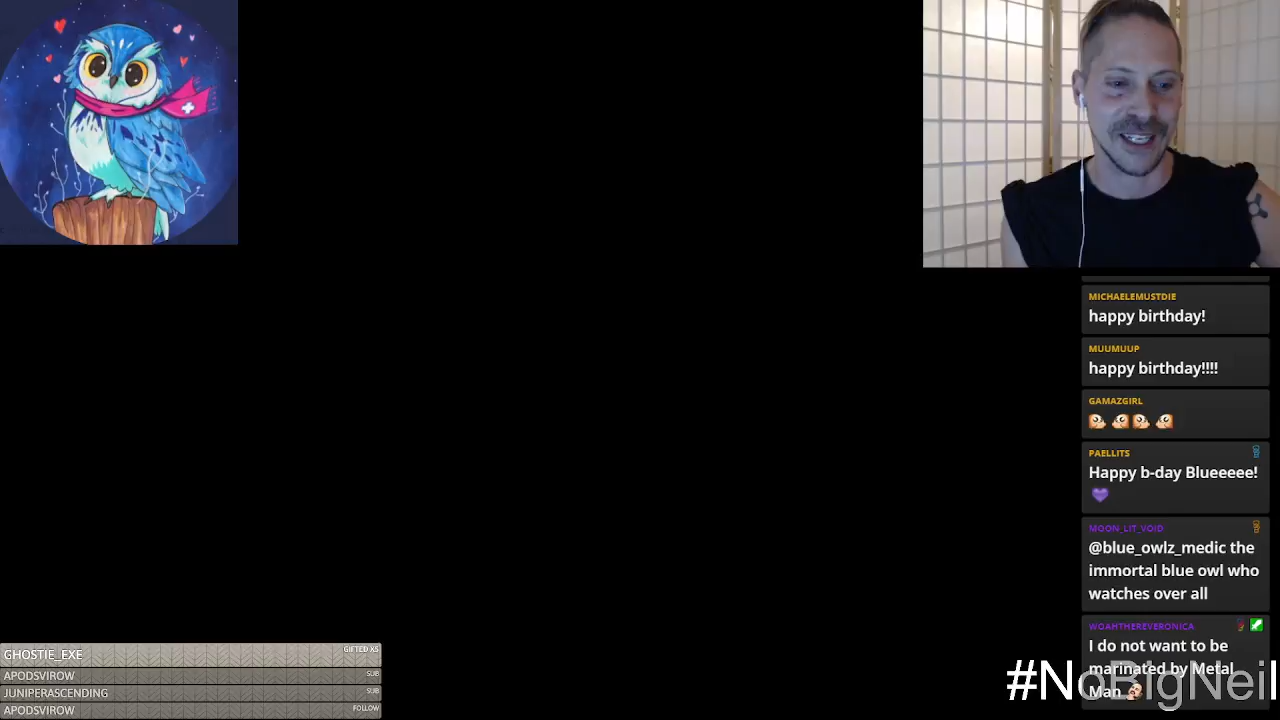 MICHAELEMUSTDIE
happy birthday!
MUUMUUP
happy birthday!!!!
GAMAZGIRL
PAELLITS
Happy b-day Blueeeee!
MOON_LIT_VOID
@blue_owlz_medic the
immortal blue owl who
watches over all
WOAHTHEREVERONICA
I do not want to be
marinated by Metal
Man
#NoBigNeil
GHOSTIE_EXE GIFTED X5
APODSVIROW SUB
JUNIPERASCENDING SUB
APODSVIROW FOLLOW